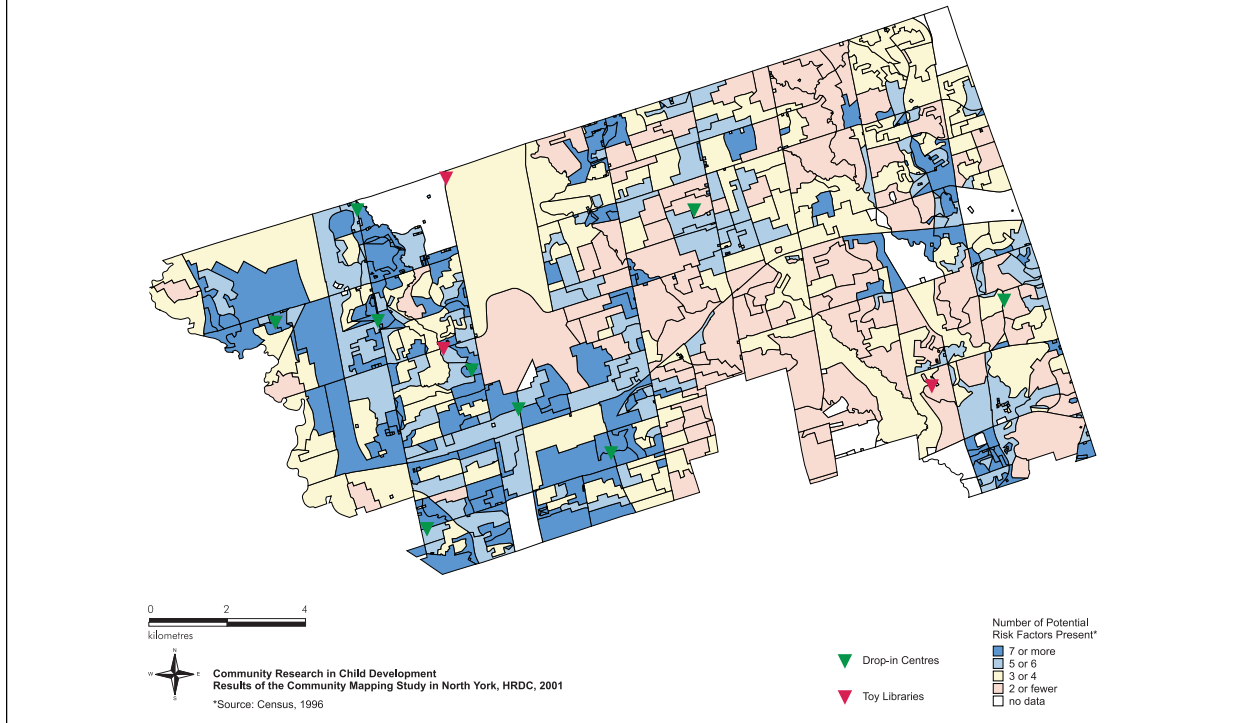 0 2 4
kilometres
N
W E
S
Community Research in Child Development
Results of the Community Mapping Study in North York, HRDC, 2001
*Source: Census, 1996
Drop-in Centres
Toy Libraries
Number of Potential
Risk Factors Present*
7 or more
5 or 6
3 or 4
2 or fewer
no data